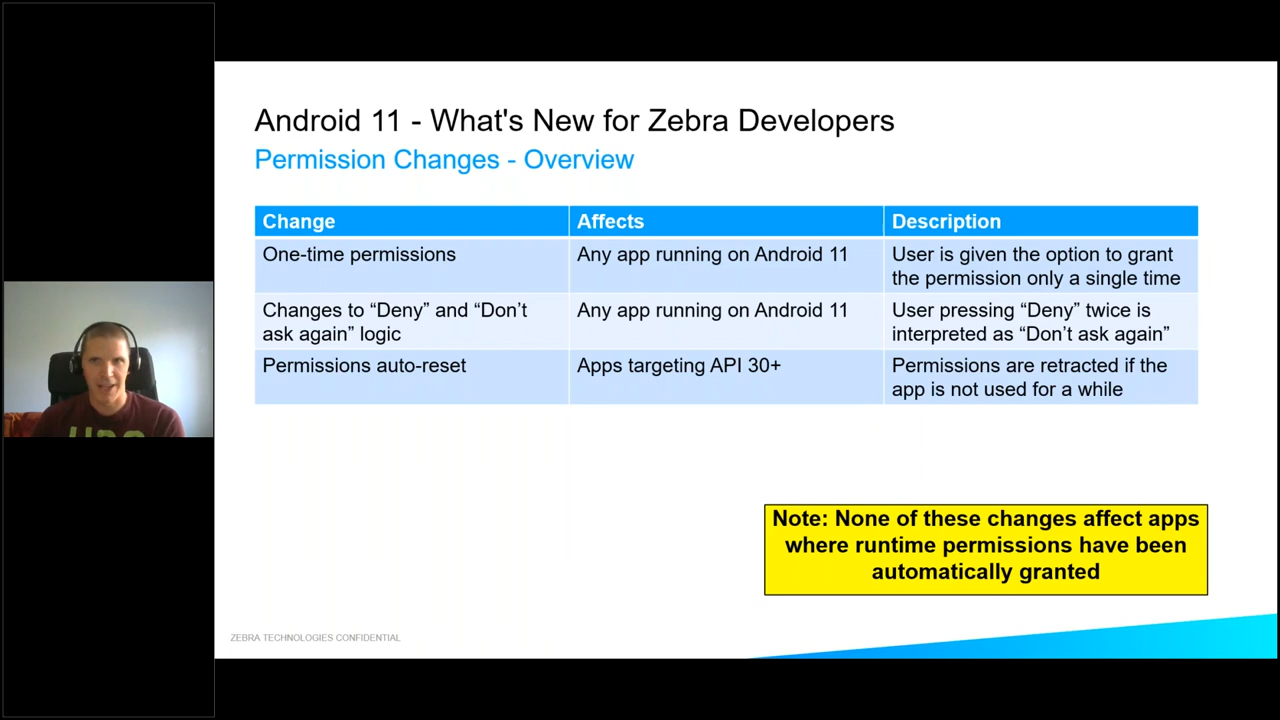 Android 11 - What's New for Zebra Developers
Permission Changes - Overview
Change Affects Description
One-time permissions Any app running on Android 11 User is given the option to grant
the permission only a single time
Changes to “Deny” and “Don’t Any app running on Android 11 User pressing “Deny” twice is
ask again” logic interpreted as “Don’t ask again”
Permissions auto-reset Apps targeting API 30+ Permissions are retracted if the
app is not used for a while
Note: None of these changes affect apps
where runtime permissions have been
automatically granted
ZEBRA TECHNOLOGIES CONFIDENTIAL